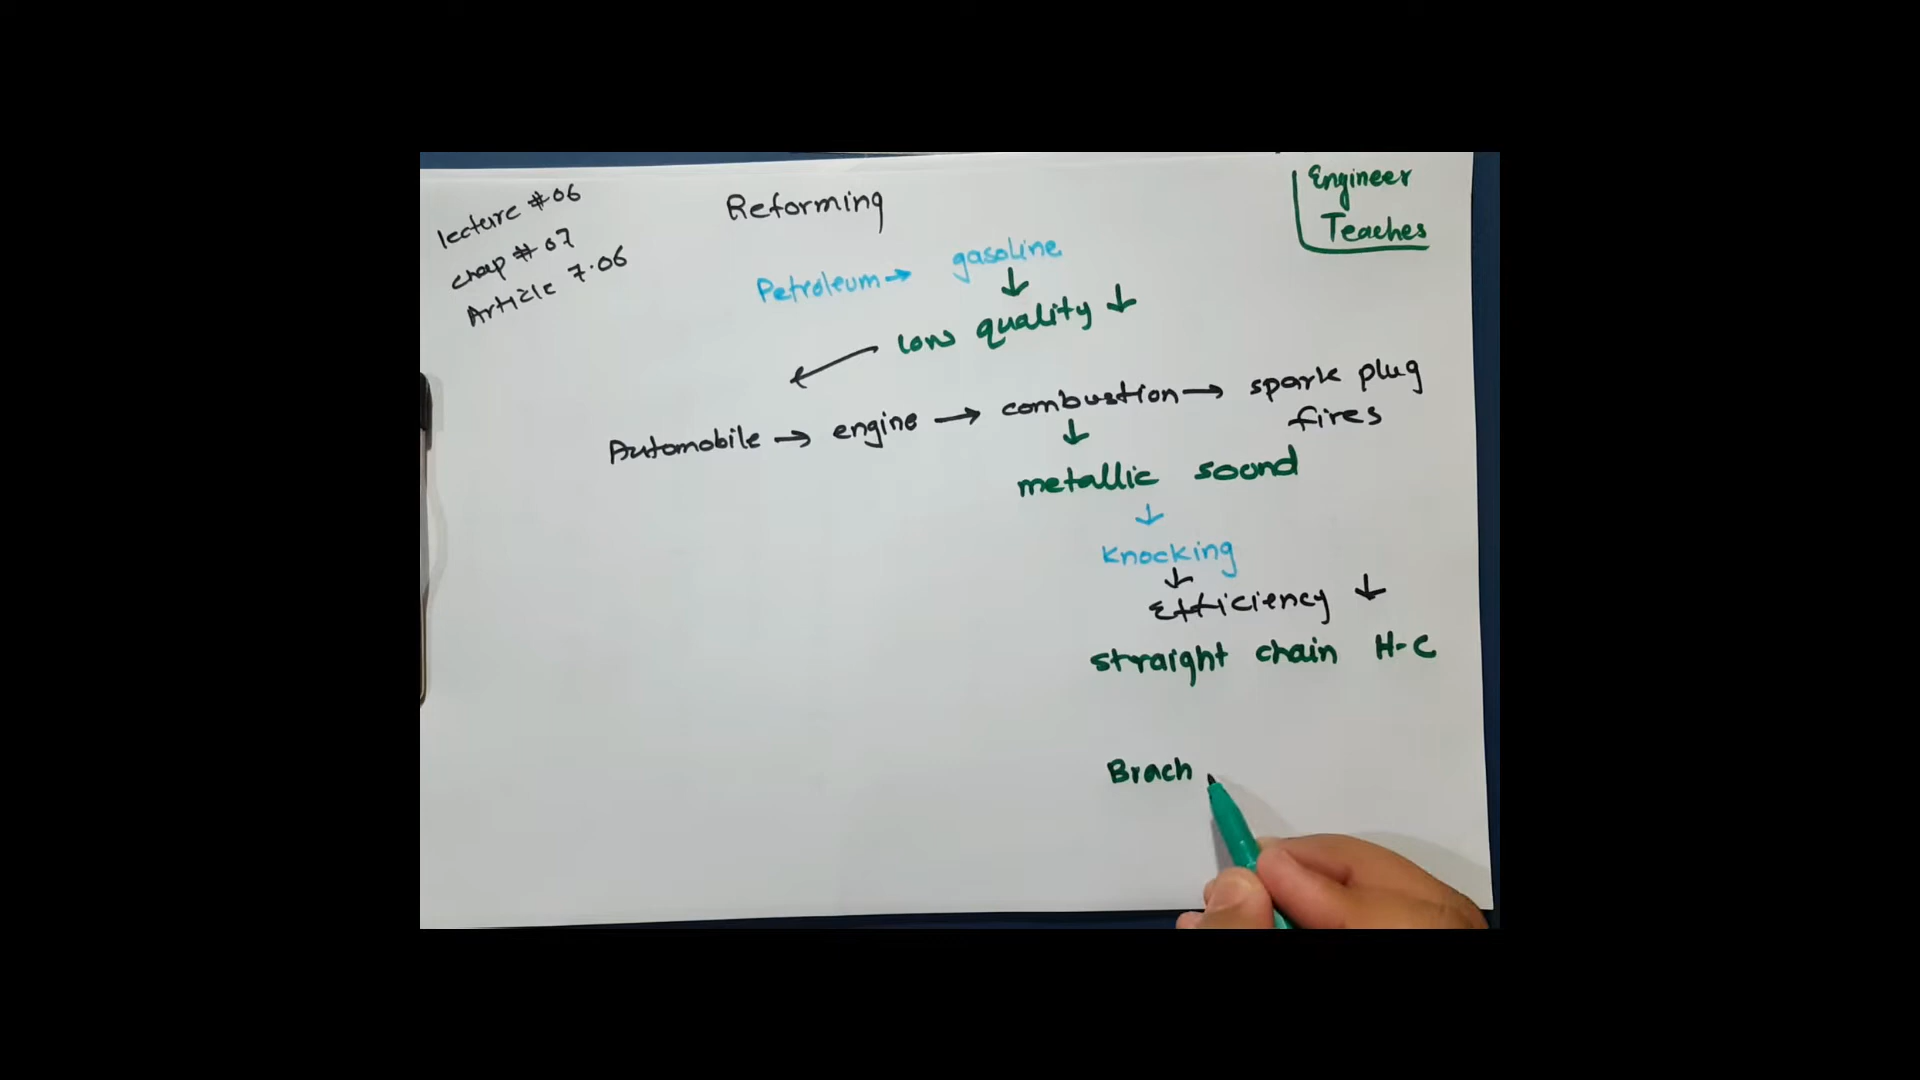 lecture #06
chap #07
Article 7.06
Reforming
Engineer
Teaches
Petroleum → gasoline
↓
low quality ↓
Automobile → engine → combustion → spark plug
fires
↓
metallic sound
↓
Knocking
↓
Efficiency ↓
straight chain H-C
Brach